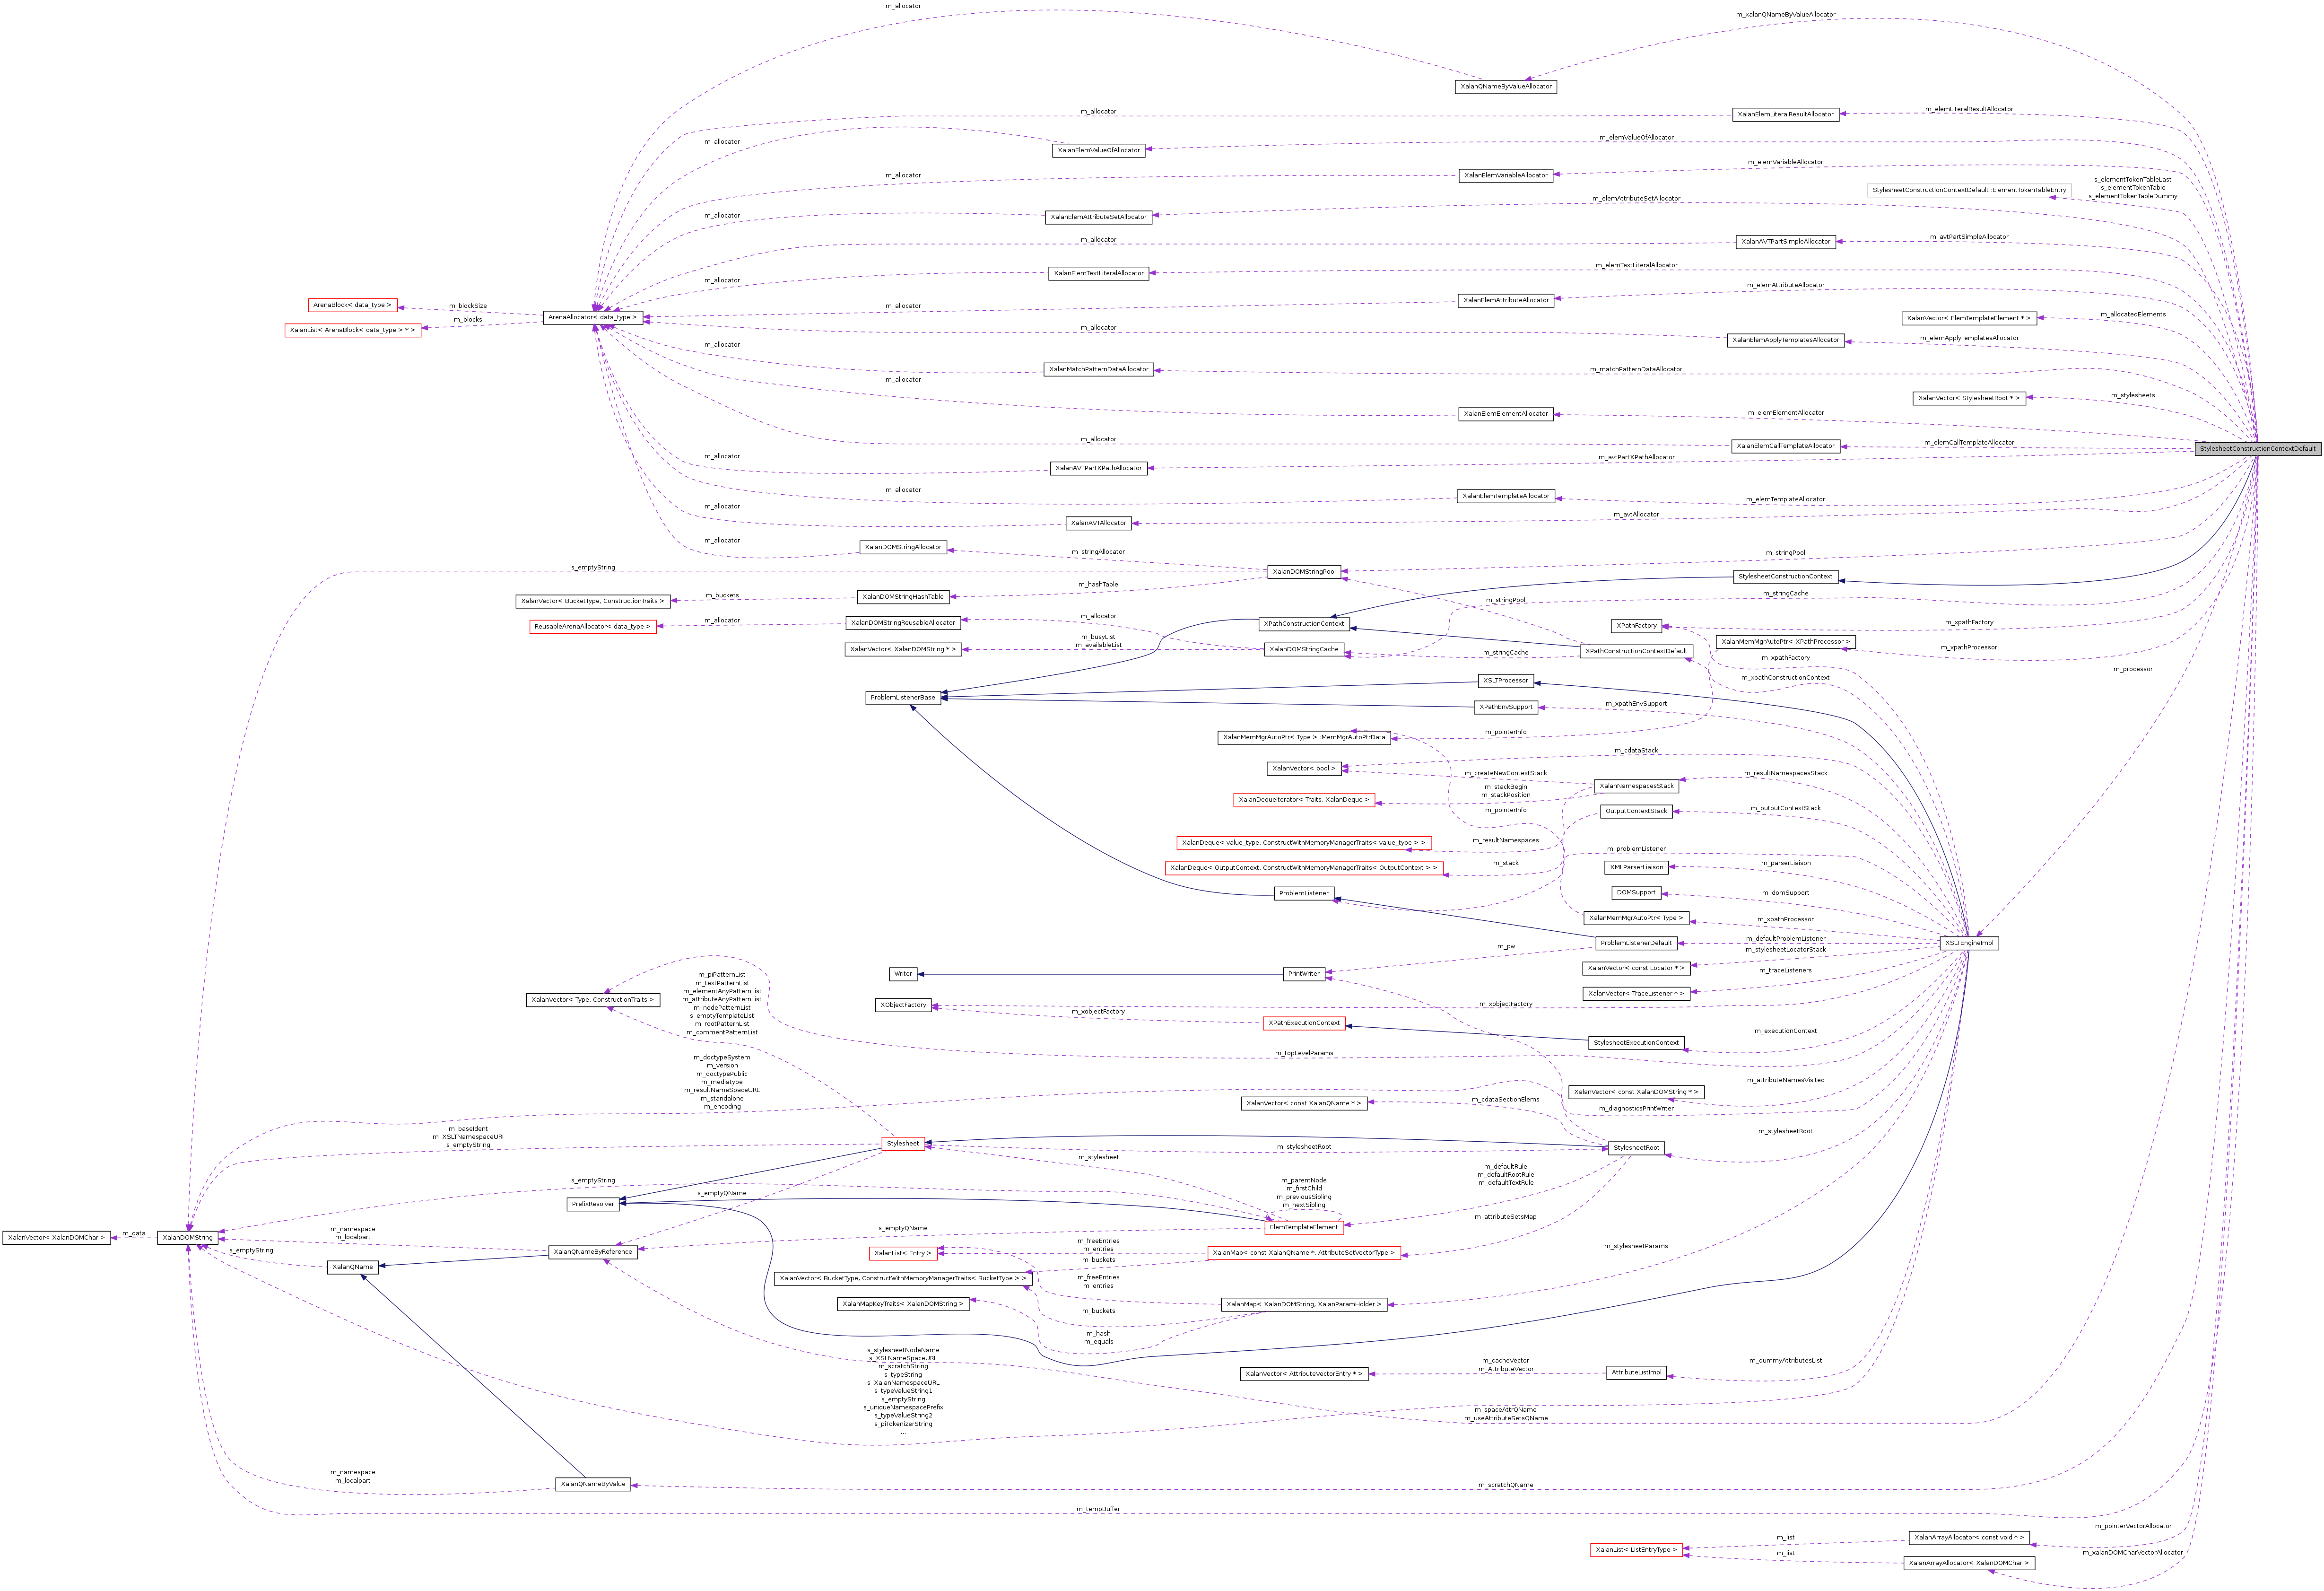 m_allocator
m_xalanQNameByValueAllocator
XalanQNameByValueAllocator
m_elemLiteralResultAllocator
m_allocator
XalanElemLiteralResultAllocator
m_elemValueOfAllocator
m_allocator
XalanElemValueOfAllocator
m_elemVariableAllocator
m_allocator
XalanElemVariableAllocator
s_elementTokenTableLast
s_elementTokenTable
s_elementTokenTableDummy
StylesheetConstructionContextDefault::ElementTokenTableEntry
m_elemAttributeSetAllocator
m_allocator
XalanElemAttributeSetAllocator
m_avtPartSimpleAllocator
m_allocator
XalanAVTPartSimpleAllocator
m_elemTextLiteralAllocator
m_allocator
XalanElemTextLiteralAllocator
m_elemAttributeAllocator
m_allocator
XalanElemAttributeAllocator
ArenaBlock< data_type >
m_blockSize
m_blocks
XalanList< ArenaBlock< data_type > * >
ArenaAllocator< data_type >
XalanVector< ElemTemplateElement * >
m_allocatedElements
m_allocator
XalanElemApplyTemplatesAllocator
m_elemApplyTemplatesAllocator
m_allocator
XalanMatchPatternDataAllocator
m_matchPatternDataAllocator
m_allocator
XalanVector< StylesheetRoot * >
m_stylesheets
XalanElemElementAllocator
m_elemElementAllocator
m_allocator
XalanElemCallTemplateAllocator
m_elemCallTemplateAllocator
StylesheetConstructionContextDefault
m_allocator
XalanAVTPartXPathAllocator
m_avtPartXPathAllocator
m_allocator
XalanElemTemplateAllocator
m_elemTemplateAllocator
m_allocator
XalanAVTAllocator
m_avtAllocator
m_allocator
XalanDOMStringAllocator
m_stringAllocator
m_stringPool
s_emptyString
XalanDOMStringPool
m_hashTable
StylesheetConstructionContext
XalanVector< BucketType, ConstructionTraits >
m_buckets
XalanDOMStringHashTable
m_stringPool
m_stringCache
ReusableArenaAllocator< data_type >
m_allocator
XalanDOMStringReusableAllocator
m_allocator
XPathConstructionContext
XPathFactory
m_xpathFactory
m_busyList
m_availableList
XalanVector< XalanDOMString * >
XalanDOMStringCache
m_stringCache
XPathConstructionContextDefault
XalanMemMgrAutoPtr< XPathProcessor >
m_xpathProcessor
m_xpathFactory
m_processor
m_xpathConstructionContext
XSLTProcessor
ProblemListenerBase
XPathEnvSupport
m_xpathEnvSupport
XalanMemMgrAutoPtr< Type >::MemMgrAutoPtrData
m_pointerInfo
m_cdataStack
XalanVector< bool >
m_createNewContextStack
XalanNamespacesStack
m_resultNamespacesStack
XalanDequeIterator< Traits, XalanDeque >
m_stackBegin
m_stackPosition
m_pointerInfo
OutputContextStack
m_outputContextStack
XalanDeque< value_type, ConstructWithMemoryManagerTraits< value_type > >
m_resultNamespaces
m_problemListener
XalanDeque< OutputContext, ConstructWithMemoryManagerTraits< OutputContext > >
m_stack
XMLParserLiaison
m_parserLiaison
ProblemListener
DOMSupport
m_domSupport
XalanMemMgrAutoPtr< Type >
m_xpathProcessor
m_pw
ProblemListenerDefault
m_defaultProblemListener
XSLTEngineImpl
m_stylesheetLocatorStack
XalanVector< const Locator * >
Writer
PrintWriter
m_traceListeners
XalanVector< TraceListener * >
XalanVector< Type, ConstructionTraits >
m_piPatternList
m_textPatternList
m_elementAnyPatternList
m_attributeAnyPatternList
m_nodePatternList
s_emptyTemplateList
m_rootPatternList
m_commentPatternList
XObjectFactory
m_xobjectFactory
m_xobjectFactory
XPathExecutionContext
StylesheetExecutionContext
m_executionContext
m_topLevelParams
m_doctypeSystem
m_version
m_doctypePublic
m_mediatype
m_resultNameSpaceURL
m_standalone
m_encoding
XalanVector< const XalanDOMString * >
m_attributeNamesVisited
XalanVector< const XalanQName * >
m_cdataSectionElems
m_diagnosticsPrintWriter
m_baseIdent
m_XSLTNamespaceURI
s_emptyString
Stylesheet
m_stylesheetRoot
StylesheetRoot
m_stylesheetRoot
m_stylesheet
s_emptyString
s_emptyQName
PrefixResolver
m_parentNode
m_firstChild
m_previousSibling
m_nextSibling
m_defaultRule
m_defaultRootRule
m_defaultTextRule
ElemTemplateElement
m_attributeSetsMap
XalanVector< XalanDOMChar >
m_data
XalanDOMString
m_namespace
m_localpart
s_emptyQName
XalanQNameByReference
s_emptyString
XalanQName
XalanList< Entry >
m_freeEntries
m_entries
m_buckets
XalanMap< const XalanQName *, AttributeSetVectorType >
m_stylesheetParams
XalanVector< BucketType, ConstructWithMemoryManagerTraits< BucketType > >
m_freeEntries
m_entries
XalanMapKeyTraits< XalanDOMString >
m_buckets
XalanMap< XalanDOMString, XalanParamHolder >
m_hash
m_equals
s_stylesheetNodeName
s_XSLNameSpaceURL
m_scratchString
s_typeString
s_XalanNamespaceURL
s_typeValueString1
s_emptyString
s_uniqueNamespacePrefix
s_typeValueString2
s_piTokenizerString
...
XalanVector< AttributeVectorEntry * >
m_cacheVector
m_AttributeVector
AttributeListImpl
m_dummyAttributesList
m_spaceAttrQName
m_useAttributeSetsQName
m_namespace
m_localpart
XalanQNameByValue
m_scratchQName
m_tempBuffer
m_pointerVectorAllocator
XalanList< ListEntryType >
m_list
XalanArrayAllocator< const void * >
m_list
XalanArrayAllocator< XalanDOMChar >
m_xalanDOMCharVectorAllocator